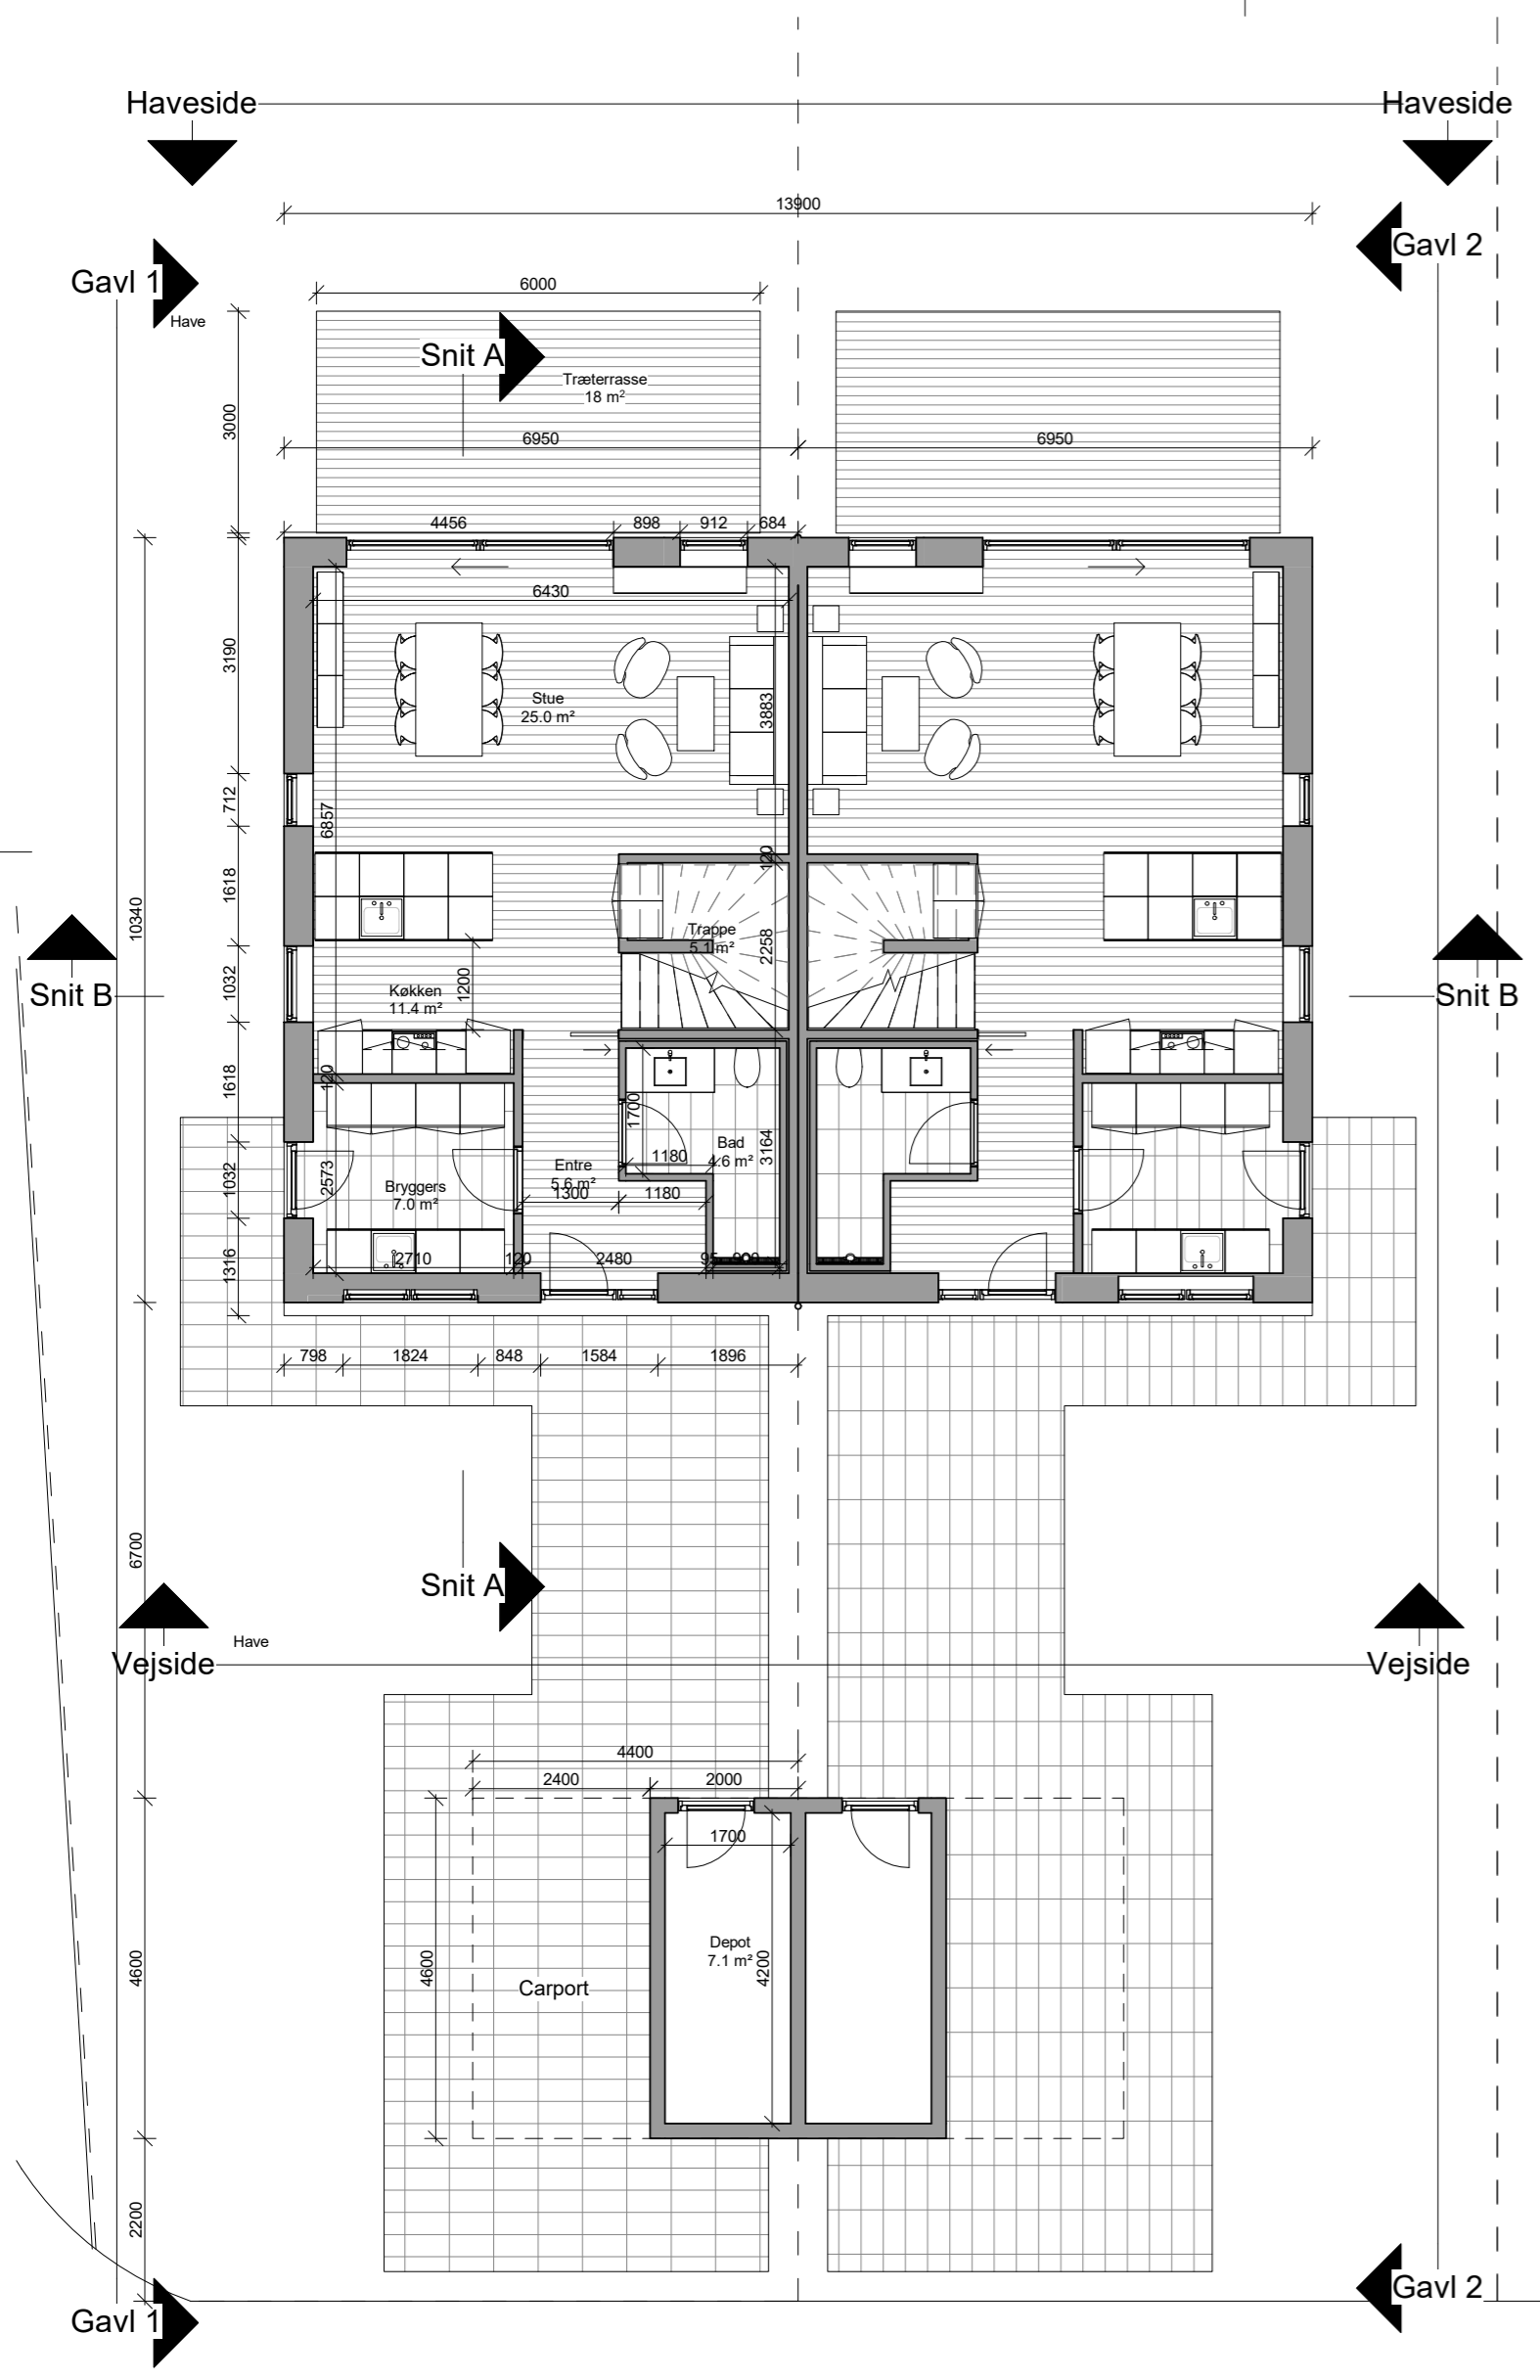 Haveside
Haveside
13900
Gavl 1
Gavl 2
6000
Have
Snit A
Træterrasse
18 m²
3000
6950
6950
4456
898
912
684
6430
3190
Stue
25.0 m²
3883
712
6857
120
1618
10340
Trappe
5.1 m²
2258
Snit B
Køkken
11.4 m²
1200
1032
Snit B
120
1618
1700
Bad
4.6 m²
3164
1180
Entre
5.6 m²
1300
1180
Bryggers
7.0 m²
2573
1032
1316
2710
120
2480
95
900
798
1824
848
1584
1896
6700
Snit A
Have
Vejside
Vejside
4400
2400
2000
1700
Depot
7.1 m²
4200
4600
4600
Carport
2200
Gavl 1
Gavl 2